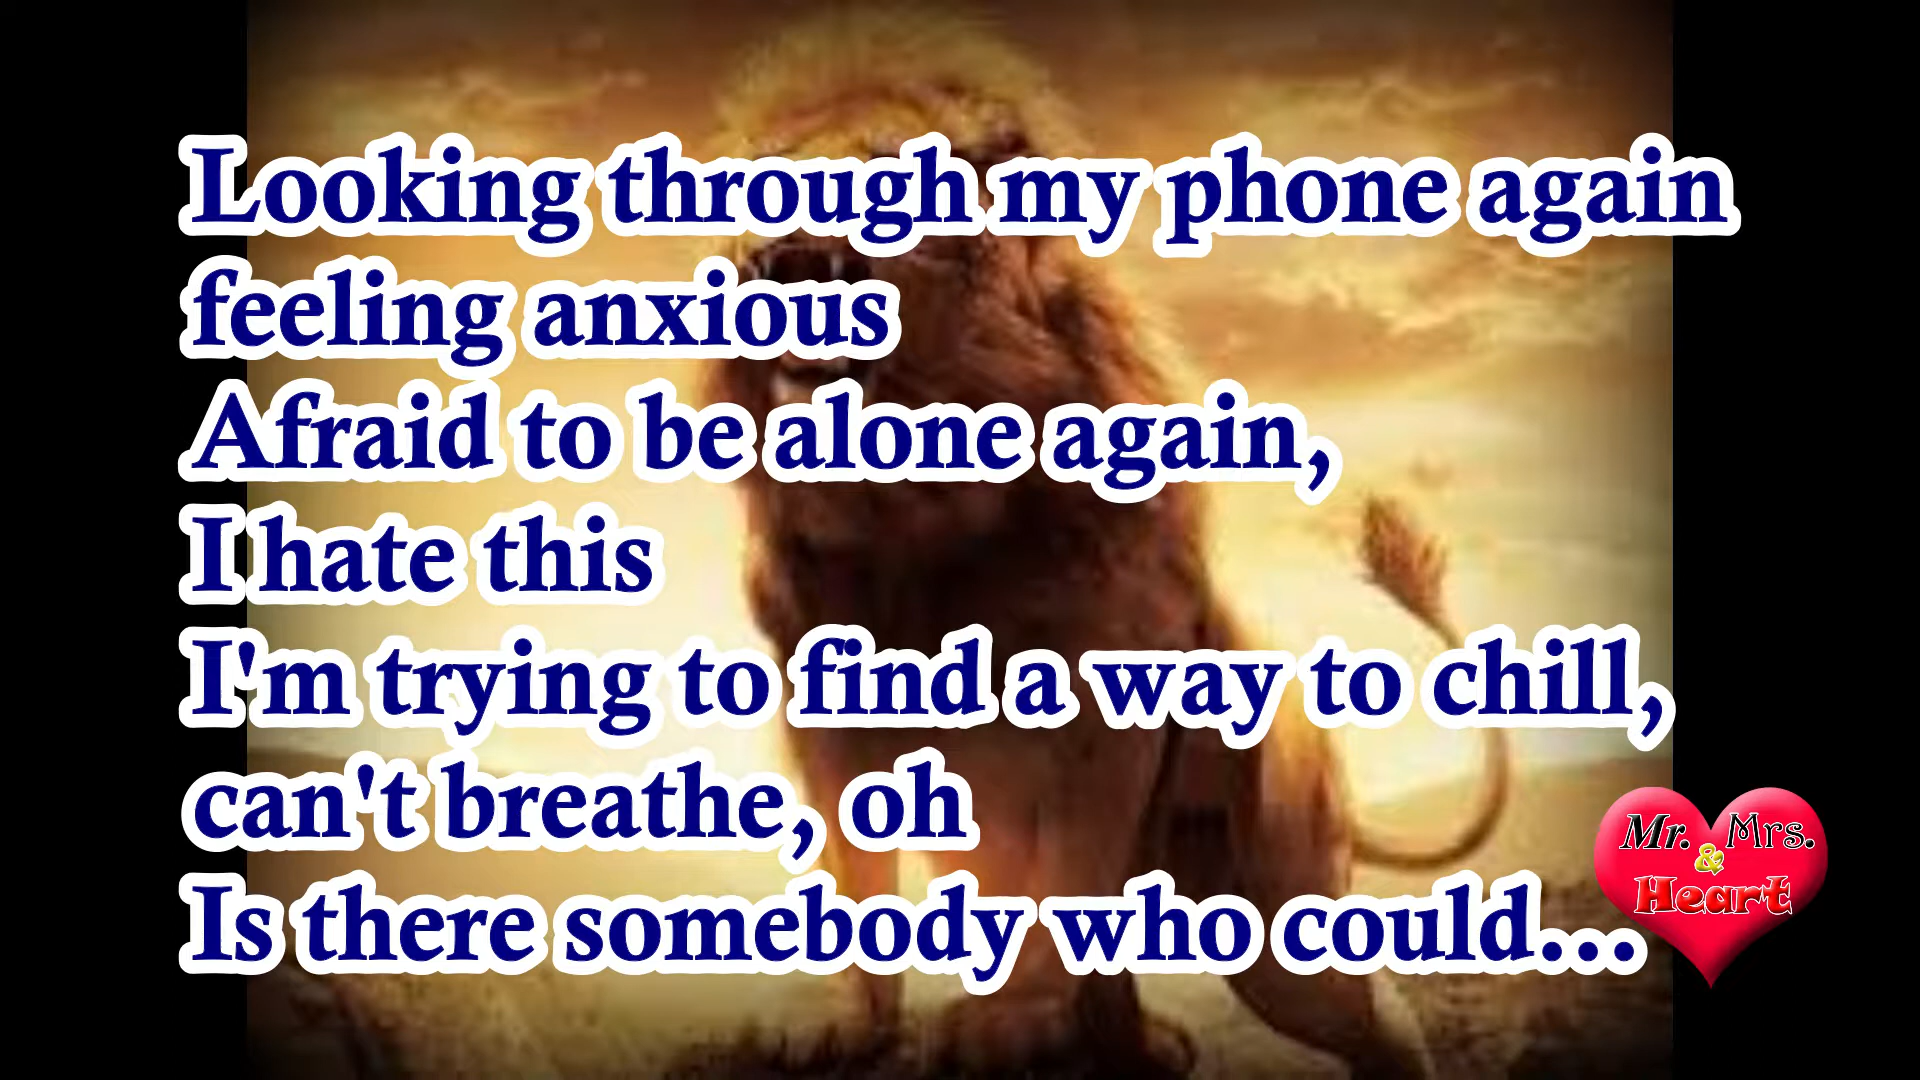 Looking through my phone again
feeling anxious
Afraid to be alone again,
I hate this
I'm trying to find a way to chill,
can't breathe, oh
Is there somebody who could...
Mr. & Mrs.
Heart